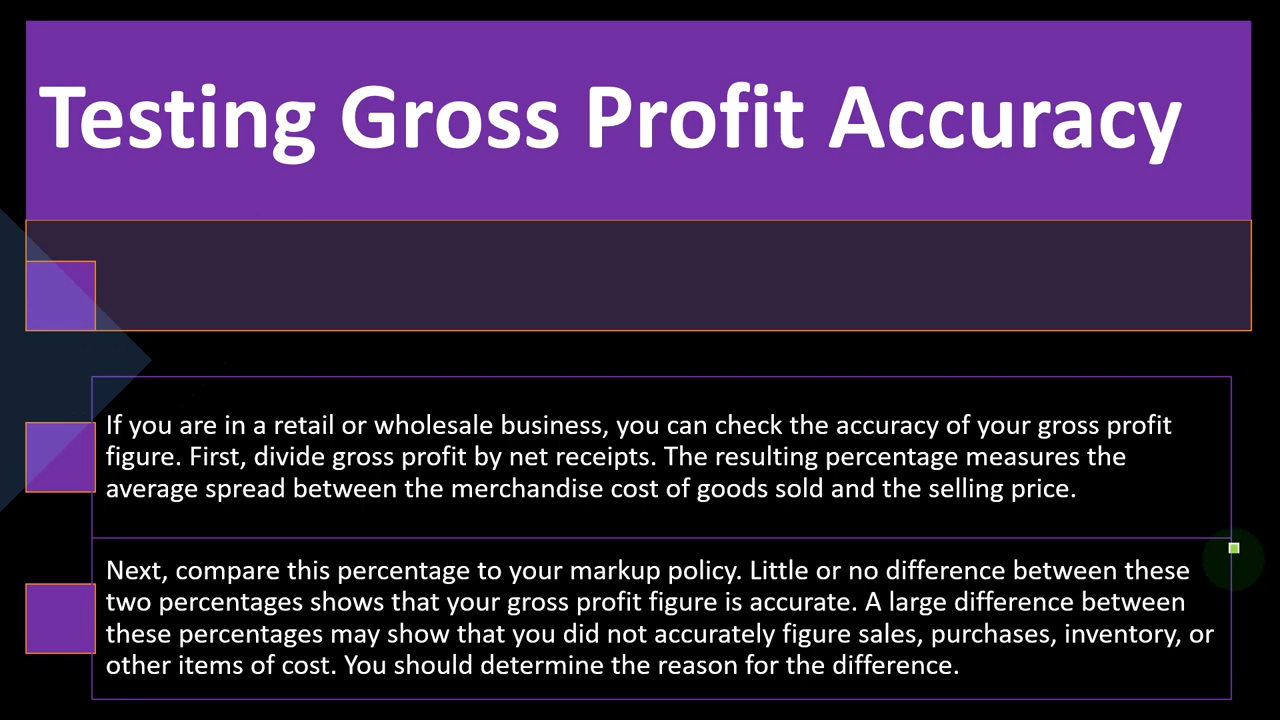 Testing Gross Profit Accuracy
If you are in a retail or wholesale business, you can check the accuracy of your gross profit
figure. First, divide gross profit by net receipts. The resulting percentage measures the
average spread between the merchandise cost of goods sold and the selling price.
Next, compare this percentage to your markup policy. Little or no difference between these
two percentages shows that your gross profit figure is accurate. A large difference between
these percentages may show that you did not accurately figure sales, purchases, inventory, or
other items of cost. You should determine the reason for the difference.